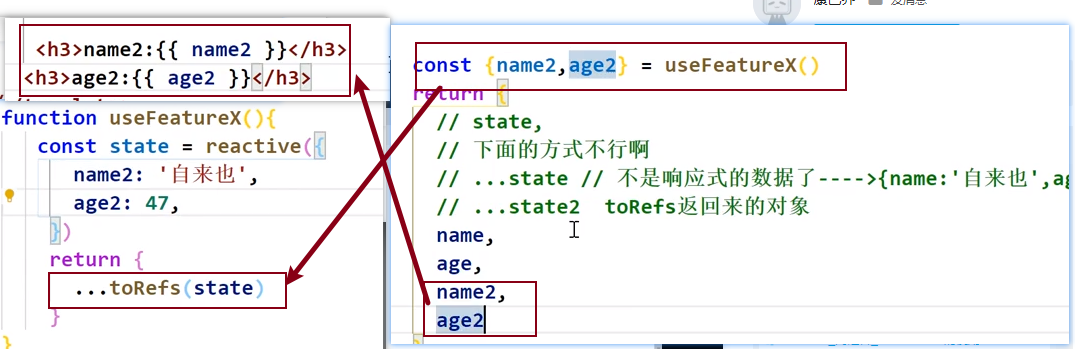 <h3>name2:{{ name2 }}</h3>
<h3>age2:{{ age2 }}</h3>
function useFeatureX(){
const state = reactive({
name2: '自来也',
age2: 47,
})
return {
...toRefs(state)
}
}
const {name2,age2} = useFeatureX()
return {
// state,
// 下面的方式不行啊
// ...state // 不是响应式的数据了---->{name:'自来也',ag
// ...state2 toRefs返回来的对象
name,
age,
name2,
age2